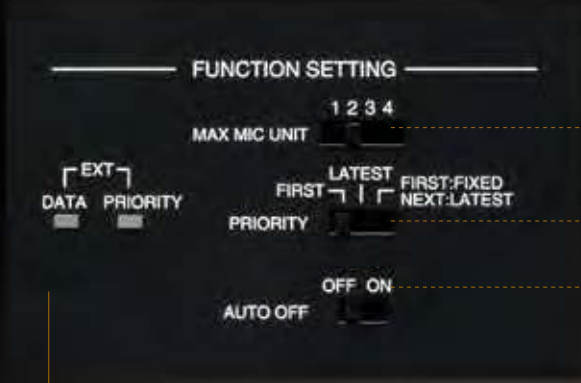 FUNCTION SETTING
1 2 3 4
MAX MIC UNIT
EXT
DATA PRIORITY
LATEST
FIRST
FIRST:FIXED
NEXT:LATEST
PRIORITY
OFF ON
AUTO OFF